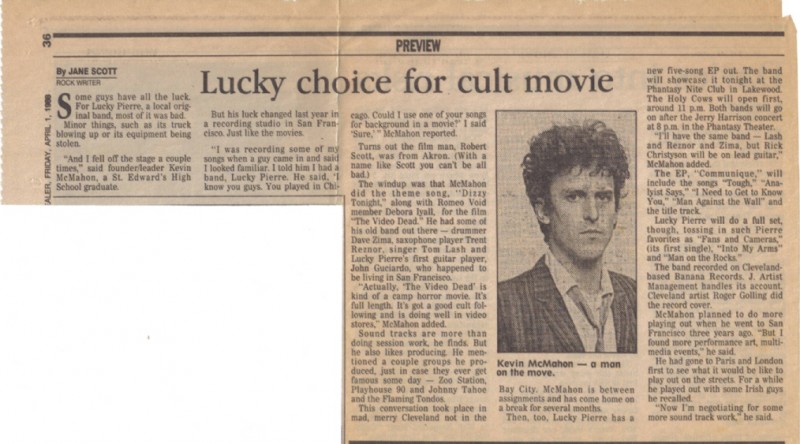 36
PREVIEW
ALER, FRIDAY, APRIL 1, 1988
By JANE SCOTT
ROCK WRITER
Lucky choice for cult movie
Some guys have all the luck.
For Lucky Pierre, a local orig-
inal band, most of it was bad.
Minor things, such as its truck
blowing up or its equipment being
stolen.
"And I fell off the stage a couple
times," said founder/leader Kevin
McMahon, a St. Edward's High
School graduate.
But his luck changed last year in
a recording studio in San Fran-
cisco. Just like the movies.
"I was recording some of my
songs when a guy came in and said
I looked familiar. I told him I had a
band, Lucky Pierre. He said, 'I
know you guys. You played in Chi-
cago. Could I use one of your songs
for background in a movie?' I said
'Sure,' " McMahon reported.
Turns out the film man, Robert
Scott, was from Akron. (With a
name like Scott you can't be all
bad.)
The windup was that McMahon
did the theme song, "Dizzy
Tonight," along with Romeo Void
member Debora Iyall, for the film
"The Video Dead." He had some of
his old band out there — drummer
Dave Zima, saxophone player Trent
Reznor, singer Tom Lash and
Lucky Pierre's first guitar player,
John Guciardo, who happened to
be living in San Francisco.
"Actually, 'The Video Dead' is
kind of a camp horror movie. It's
full length. It's got a good cult fol-
lowing and is doing well in video
stores," McMahon added.
Sound tracks are more than
doing session work, he finds. But
he also likes producing. He men-
tioned a couple groups he pro-
duced, just in case they ever get
famous some day — Zoo Station,
Playhouse 90 and Johnny Tahoe
and the Flaming Tondos.
This conversation took place in
mad, merry Cleveland not in the
Kevin McMahon — a man
on the move.
Bay City. McMahon is between
assignments and has come home on
a break for several months.
Then, too, Lucky Pierre has a
new five-song EP out. The band
will showcase it tonight at the
Phantasy Nite Club in Lakewood.
The Holy Cows will open first,
around 11 p.m. Both bands will go
on after the Jerry Harrison concert
at 8 p.m. in the Phantasy Theater.
"I'll have the same band — Lash
and Reznor and Zima, but Rick
Christyson will be on lead guitar,"
McMahon added.
The EP, "Communique," will
include the songs "Tough," "Ana-
lyist Says," "I Need to Get to Know
You," "Man Against the Wall" and
the title track.
Lucky Pierre will do a full set,
though, tossing in such Pierre
favorites as "Fans and Cameras,"
(its first single), "Into My Arms"
and "Man on the Rocks."
The band recorded on Cleveland-
based Banana Records. J. Artist
Management handles its account.
Cleveland artist Roger Golling did
the record cover.
McMahon planned to do more
playing out when he went to San
Francisco three years ago. "But I
found more performance art, multi-
media events," he said.
He had gone to Paris and London
first to see what it would be like to
play out on the streets. For a while
he played out with some Irish guys
he recalled.
"Now I'm negotiating for some
more sound track work," he said.